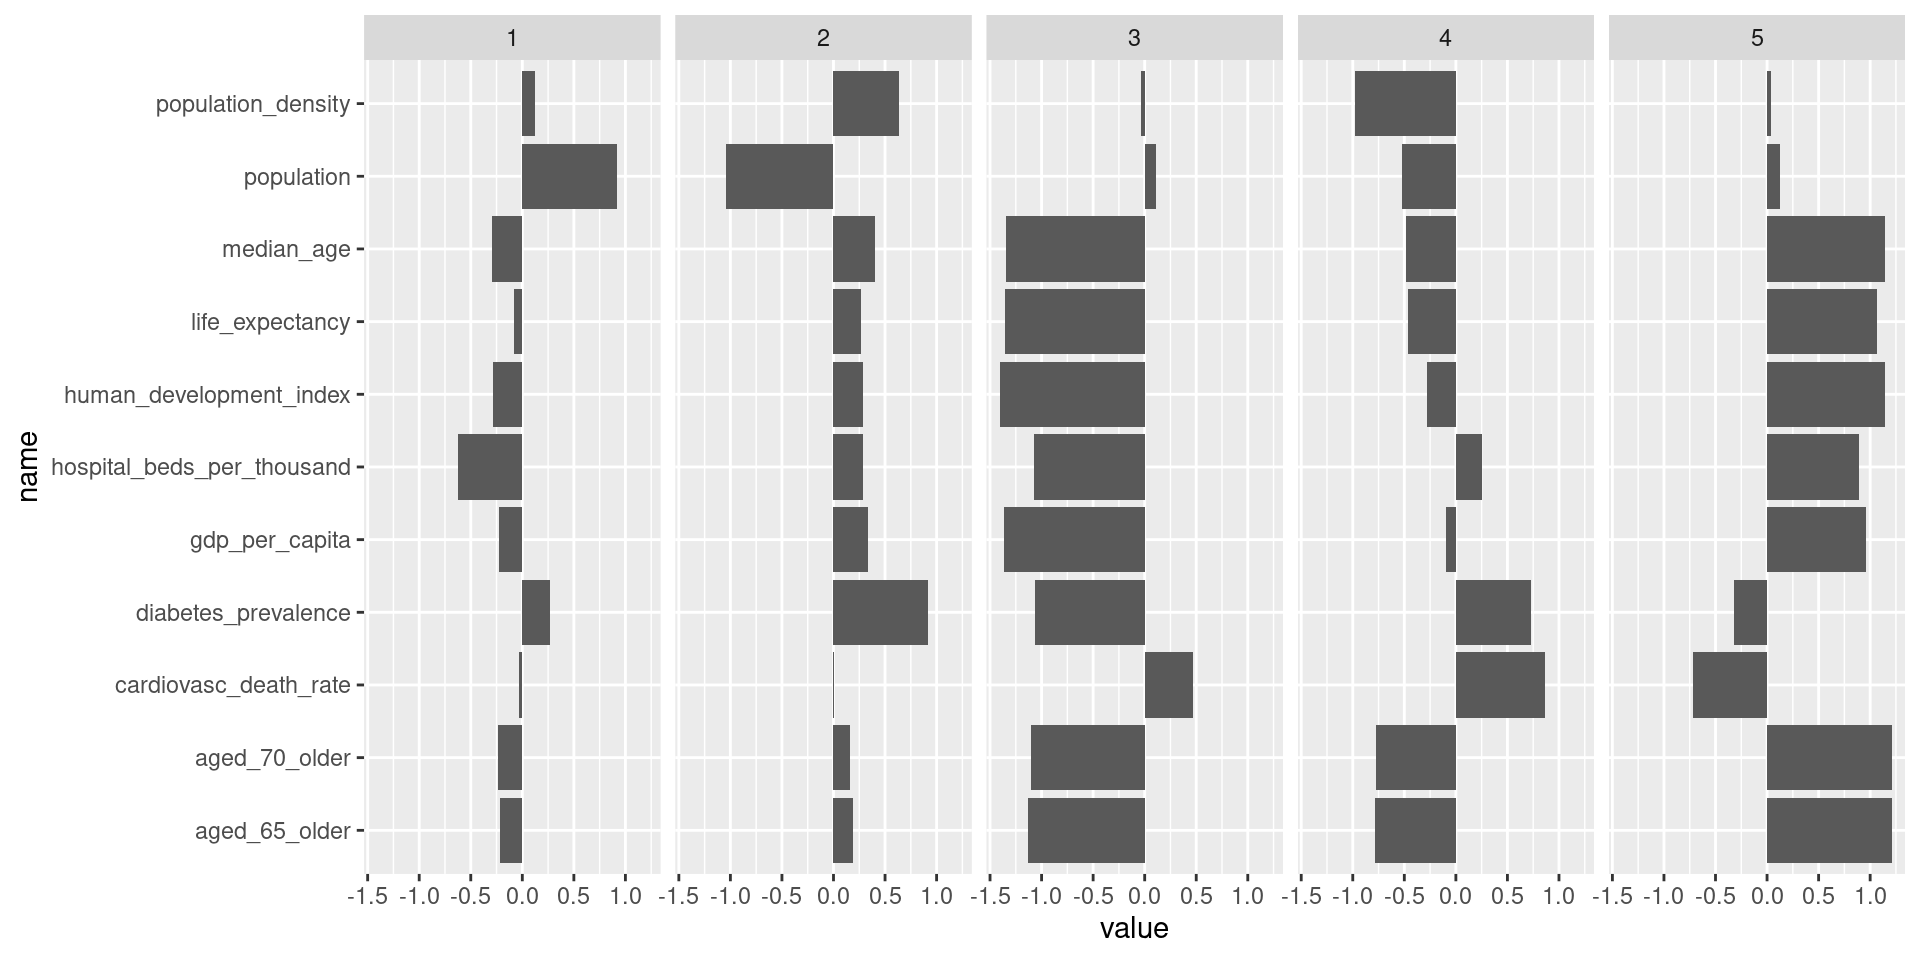 1 2 3 4 5
population_density
population
median_age
life_expectancy
human_development_index
hospital_beds_per_thousand
gdp_per_capita
diabetes_prevalence
cardiovasc_death_rate
aged_70_older
aged_65_older
name
-1.5 -1.0 -0.5 0.0 0.5 1.0 -1.5 -1.0 -0.5 0.0 0.5 1.0 -1.5 -1.0 -0.5 0.0 0.5 1.0 -1.5 -1.0 -0.5 0.0 0.5 1.0 -1.5 -1.0 -0.5 0.0 0.5 1.0
value